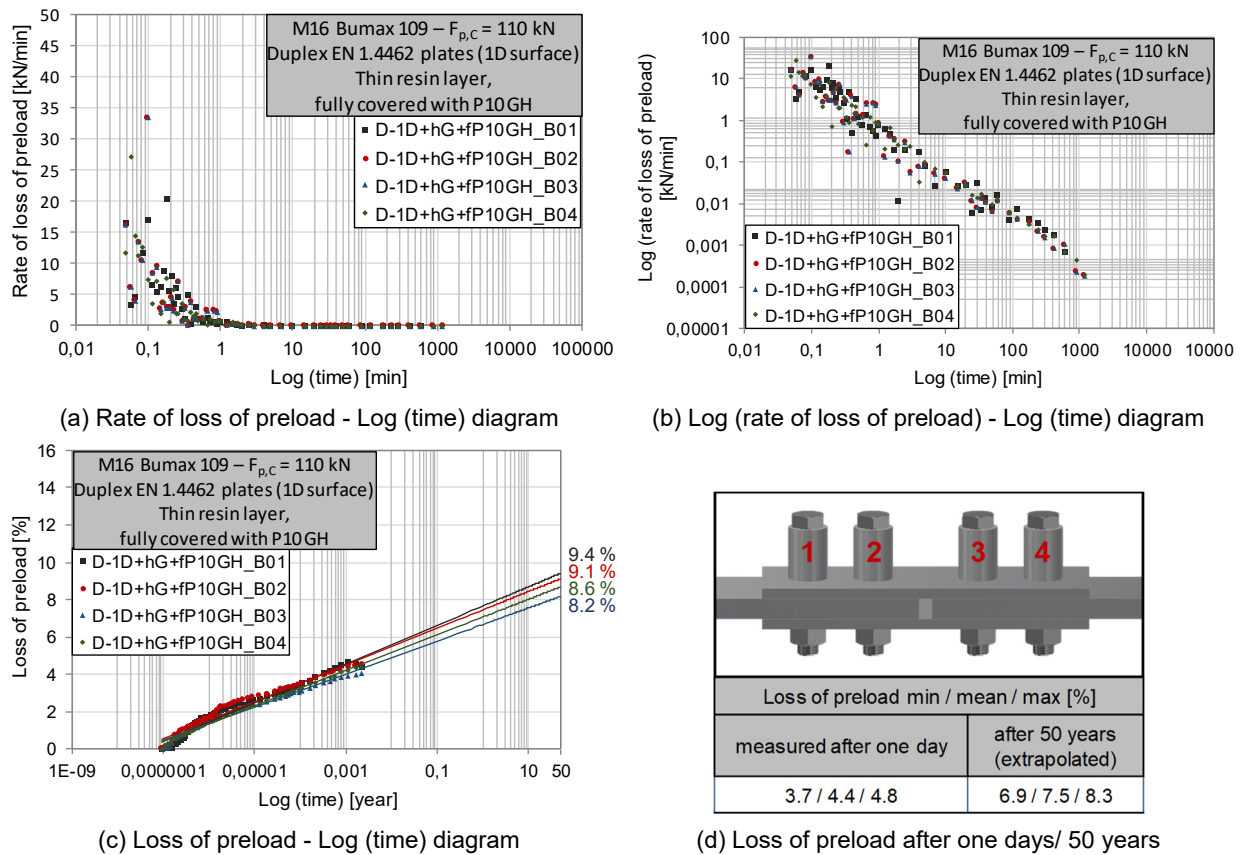 M16 Bumax 109 – Fp,C = 110 kN
Duplex EN 1.4462 plates (1D surface)
Thin resin layer,
fully covered with P10GH
D-1D+hG+fP10GH_B01
D-1D+hG+fP10GH_B02
D-1D+hG+fP10GH_B03
D-1D+hG+fP10GH_B04
Rate of loss of preload [kN/min]
50
45
40
35
30
25
20
15
10
5
0
0,01 0,1 1 10 100 1000 10000 100000
Log (time) [min]
(a) Rate of loss of preload - Log (time) diagram
M16 Bumax 109 – Fp,C = 110 kN
Duplex EN 1.4462 plates (1D surface)
Thin resin layer,
fully covered with P10GH
D-1D+hG+fP10GH_B01
D-1D+hG+fP10GH_B02
D-1D+hG+fP10GH_B03
D-1D+hG+fP10GH_B04
Log (rate of loss of preload)
[kN/min]
100
10
1
0,1
0,01
0,001
0,0001
0,00001
0,01 0,1 1 10 100 1000 10000 100000
Log (time) [min]
(b) Log (rate of loss of preload) - Log (time) diagram
M16 Bumax 109 – Fp,C = 110 kN
Duplex EN 1.4462 plates (1D surface)
Thin resin layer,
fully covered with P10GH
D-1D+hG+fP10GH_B01
D-1D+hG+fP10GH_B02
D-1D+hG+fP10GH_B03
D-1D+hG+fP10GH_B04
9.4 %
9.1 %
8.6 %
8.2 %
Loss of preload [%]
16
14
12
10
8
6
4
2
0
1E-09 0,0000001 0,00001 0,001 0,1 10 50
Log (time) [year]
(c) Loss of preload - Log (time) diagram
1 2 3 4
Loss of preload min / mean / max [%]
measured after one day
after 50 years
(extrapolated)
3.7 / 4.4 / 4.8
6.9 / 7.5 / 8.3
(d) Loss of preload after one days/ 50 years